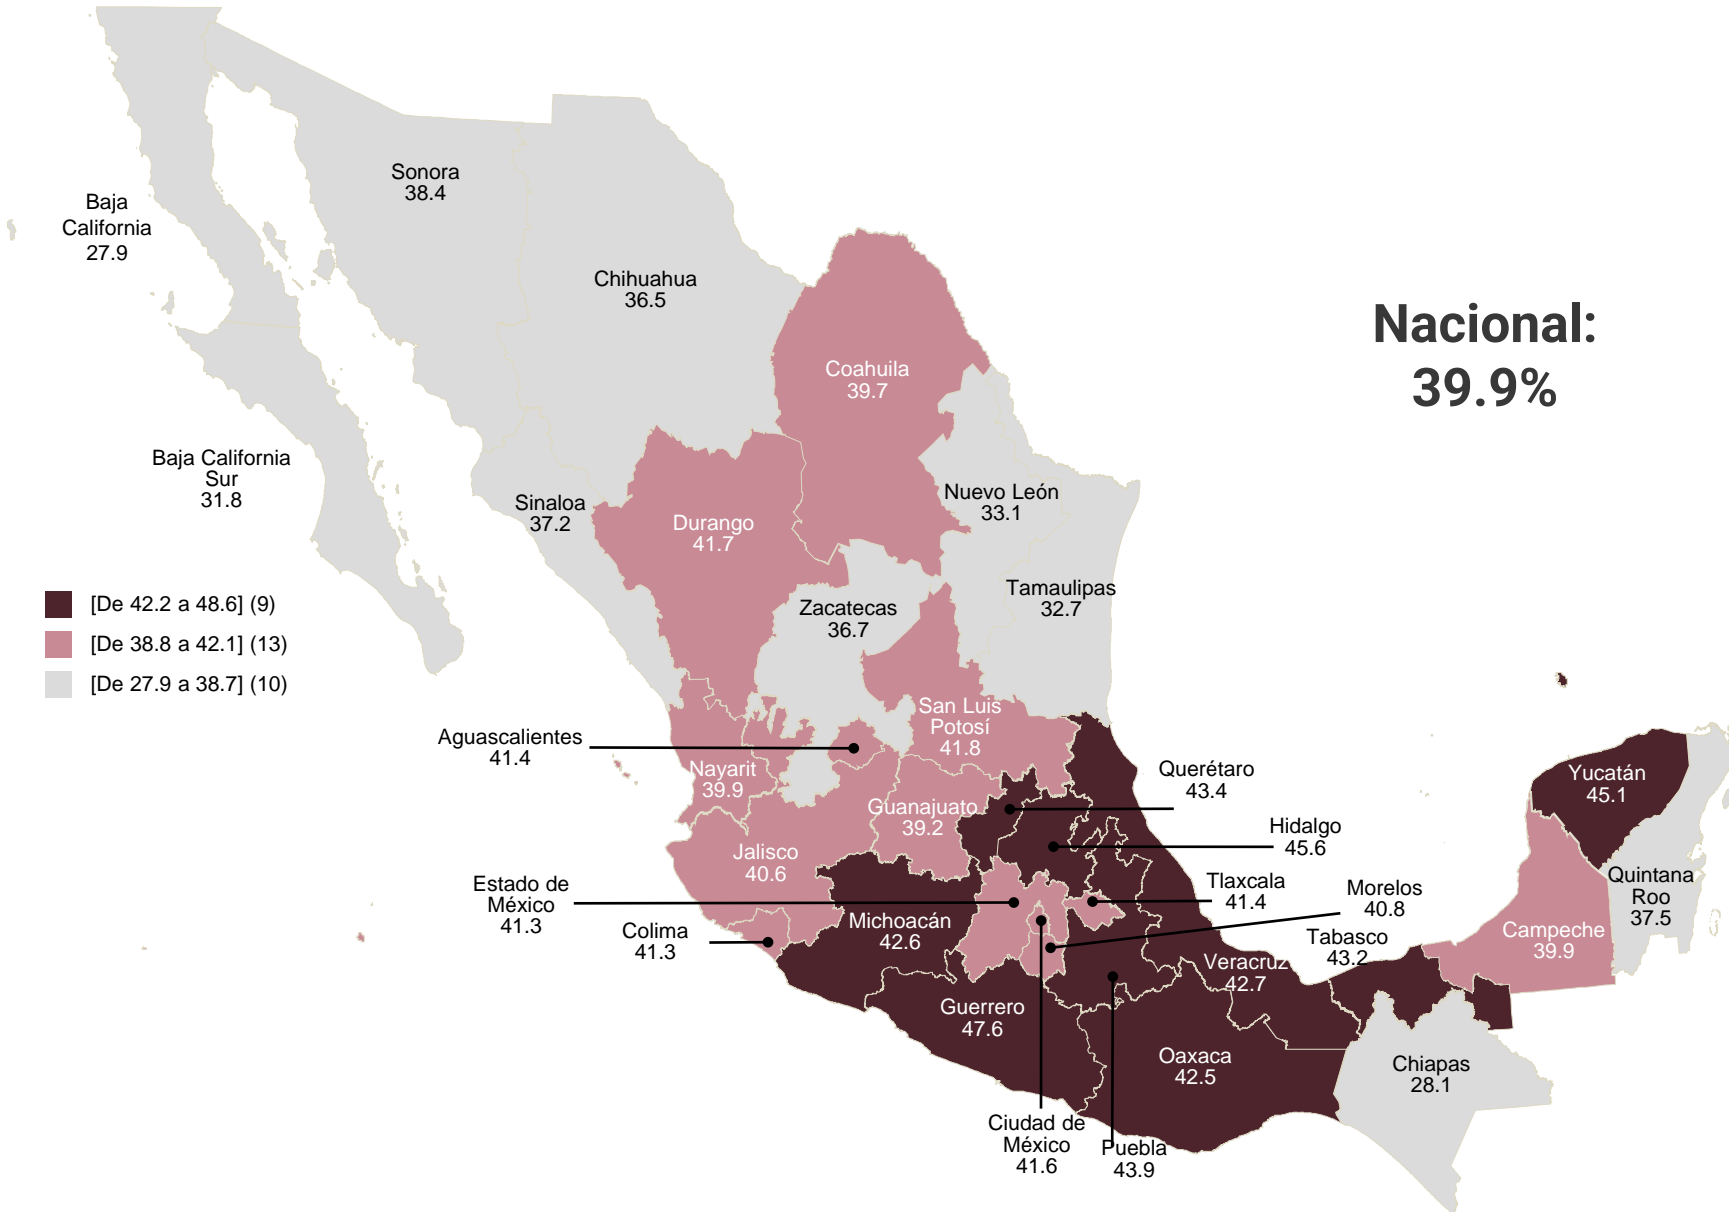 Sonora
38.4
Baja
California
27.9
Chihuahua
36.5
Nacional:
39.9%
Coahuila
39.7
Baja California
Sur
31.8
Sinaloa
37.2
Durango
41.7
Nuevo León
33.1
Tamaulipas
32.7
Zacatecas
36.7
[De 42.2 a 48.6] (9)
[De 38.8 a 42.1] (13)
[De 27.9 a 38.7] (10)
San Luis
Potosí
41.8
Aguascalientes
41.4
Nayarit
39.9
Guanajuato
39.2
Querétaro
43.4
Yucatán
45.1
Hidalgo
45.6
Jalisco
40.6
Estado de
México
41.3
Tlaxcala
41.4
Morelos
40.8
Quintana
Roo
37.5
Colima
41.3
Michoacán
42.6
Tabasco
43.2
Campeche
39.9
Veracruz
42.7
Guerrero
47.6
Oaxaca
42.5
Chiapas
28.1
Ciudad de
México
41.6
Puebla
43.9